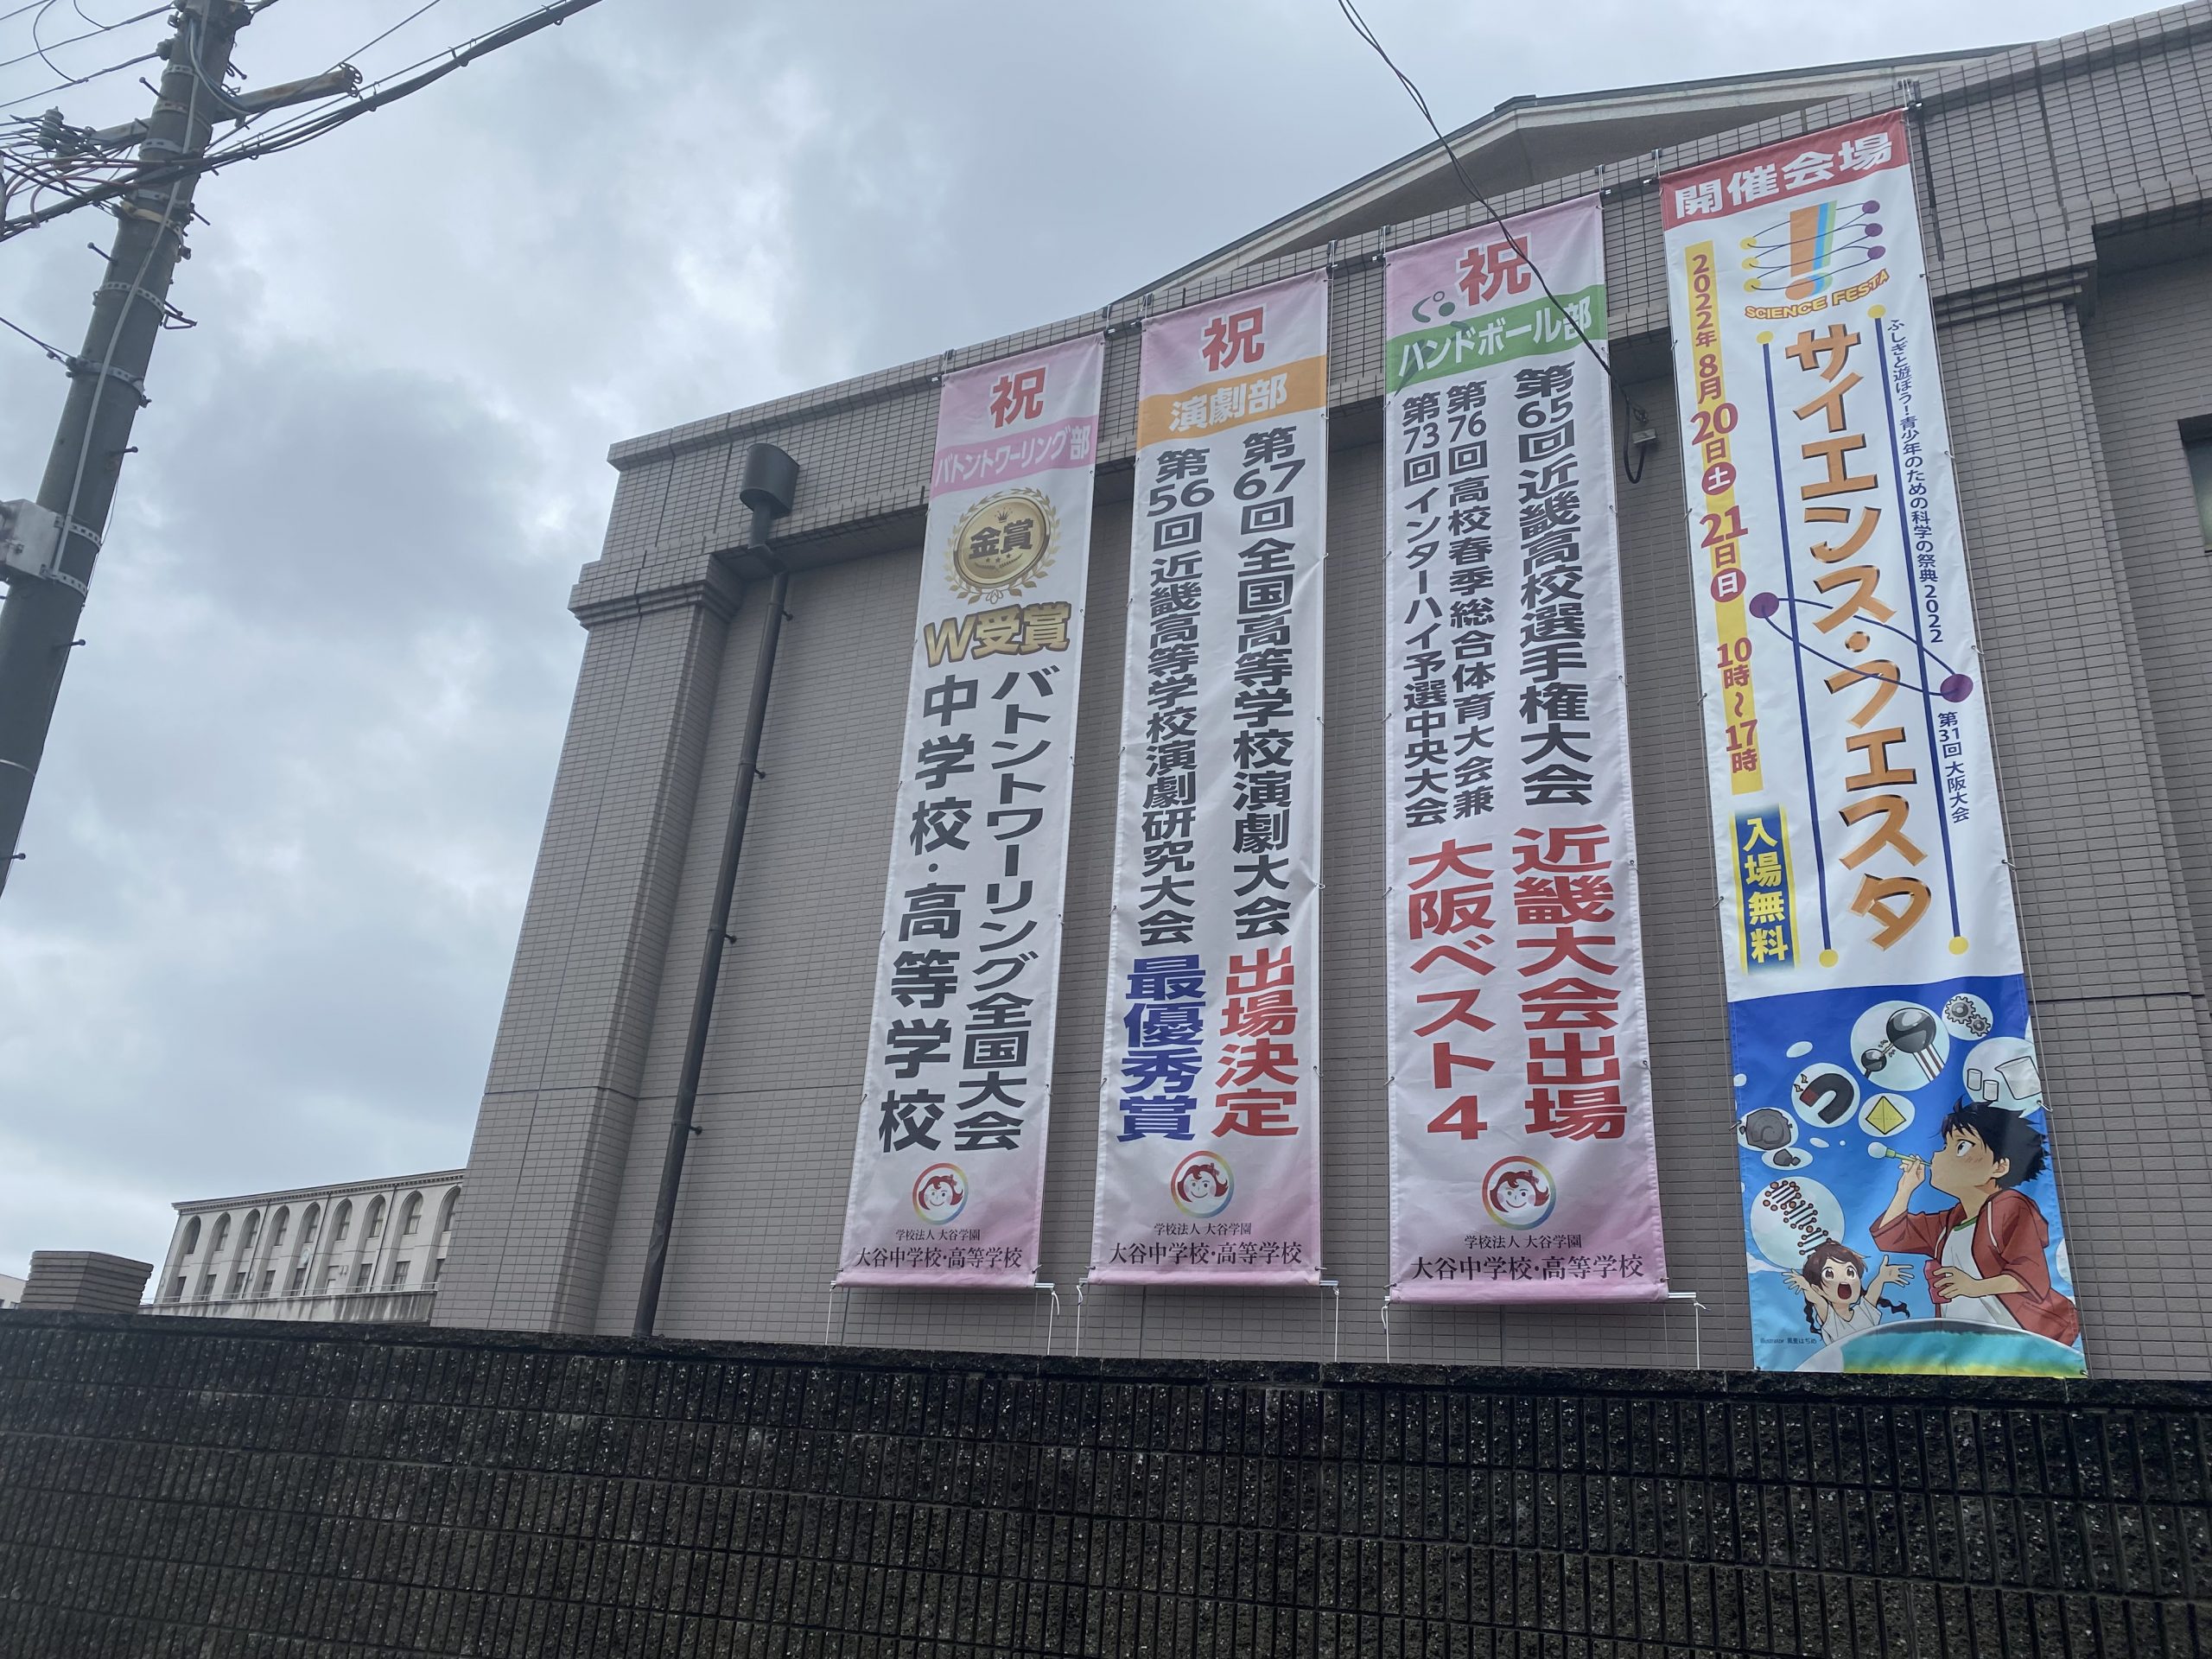 祝
バトントワーリング部
金賞
W受賞
バトントワーリング全国大会
中学校・高等学校
学校法人 大谷学園
大谷中学校・高等学校
祝
演劇部
第67回全国高等学校演劇大会 出場決定
第56回近畿高等学校演劇研究大会 最優秀賞
学校法人 大谷学園
大谷中学校・高等学校
祝
ハンドボール部
第65回近畿高校選手権大会 近畿大会出場
第76回高校春季総合体育大会兼
第73回インターハイ予選中央大会 大阪ベスト4
学校法人 大谷学園
大谷中学校・高等学校
開催会場
SCIENCE FESTA
ふしぎと遊ぼう!青少年のための科学の祭典2022
第31回 大阪大会
サイエンス・フェスタ
2022年8月20日土21日日 10時〜17時
入場無料